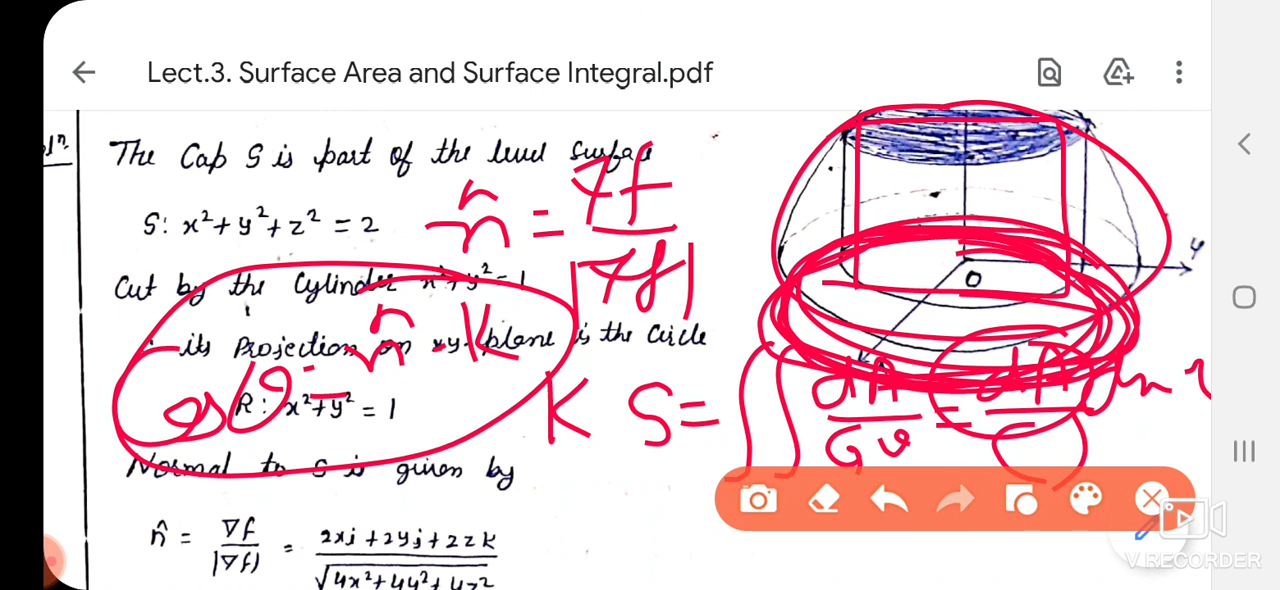 Lect.3. Surface Area and Surface Integral.pdf
The Cap S is part of the level Surface
S: x²+y²+z² = 2
Cut by the Cylinder x²+y²=1
its Projection on xy-plane is the Circle
R: x²+y² = 1
Normal to S is given by
n̂ = ∇f / |∇f| = 2xi + 2yj + 2zk / √4x²+4y²+4z²
n̂ = ∇f / |∇f|
cosθ = n̂ · K
K
S = ∬ dA
O
y
V RECORDER